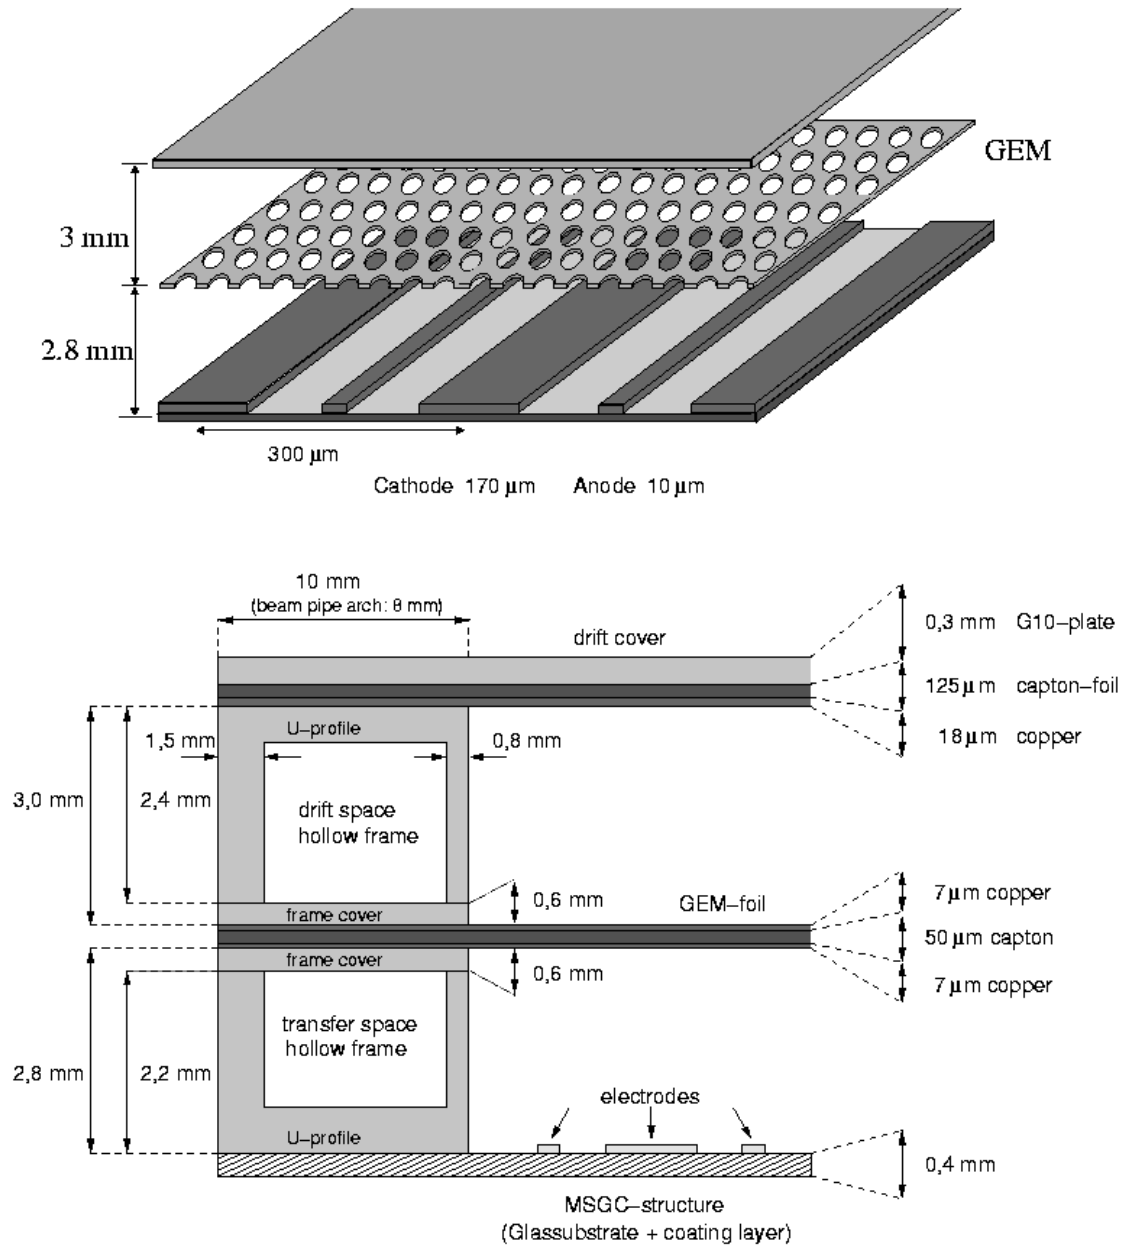 GEM
3 mm
2.8 mm
300 μm
Cathode 170 μm Anode 10 μm
10 mm
(beam pipe arch: 8 mm)
drift cover
0,3 mm G10-plate
125 μm capton-foil
18 μm copper
U-profile
1,5 mm
0,8 mm
3,0 mm
2,4 mm
drift space
hollow frame
frame cover
0,6 mm
GEM-foil
7 μm copper
50 μm capton
7 μm copper
frame cover
0,6 mm
transfer space
hollow frame
2,8 mm
2,2 mm
electrodes
U-profile
0,4 mm
MSGC-structure
(Glassubstrate + coating layer)